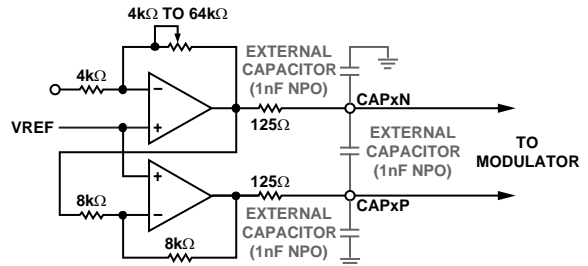 4kΩ TO 64kΩ
EXTERNAL
CAPACITOR
(1nF NPO)
4kΩ
CAPxN
125Ω
VREF
EXTERNAL
CAPACITOR
(1nF NPO)
TO
MODULATOR
125Ω
8kΩ
CAPxP
EXTERNAL
CAPACITOR
(1nF NPO)
8kΩ